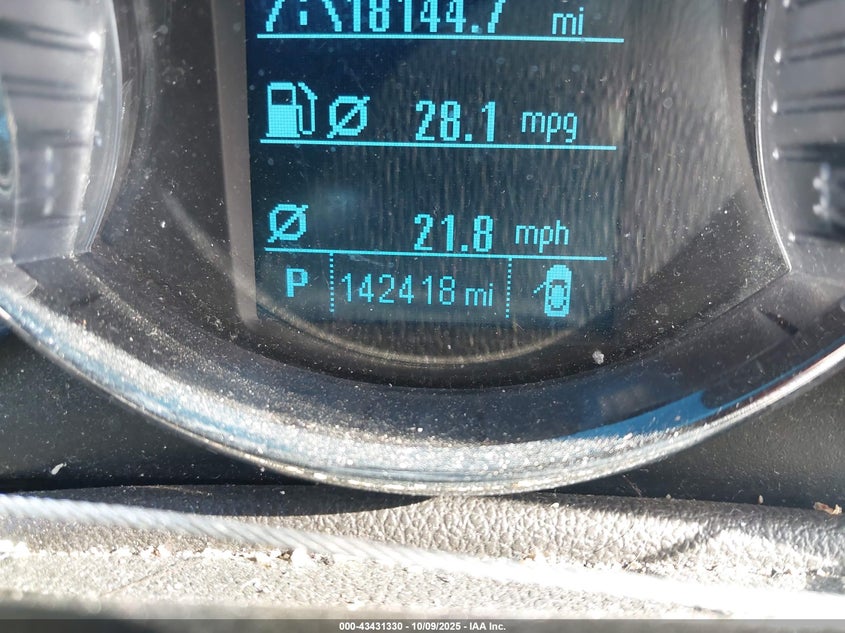 18144.7 mi
28.1 mpg
21.8 mph
P 142418 mi
000-43431330 - 10/09/2025 - IAA Inc.